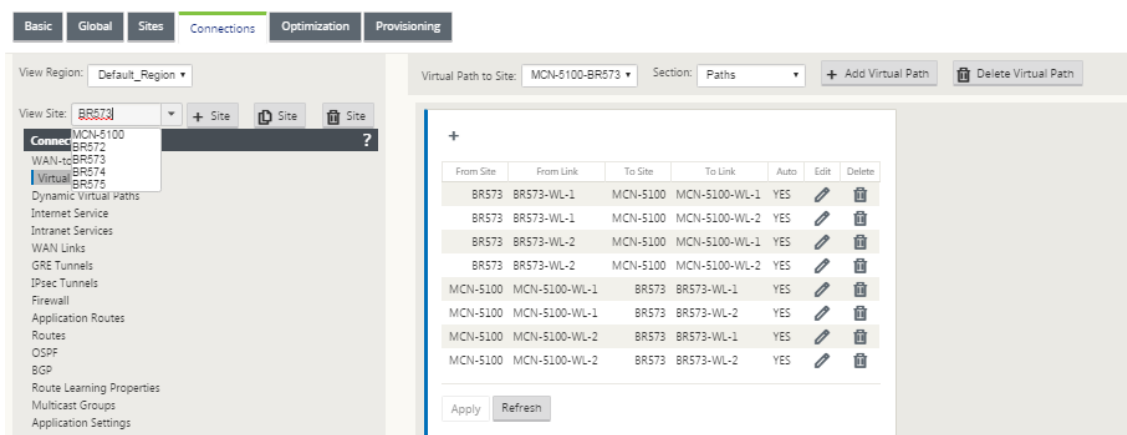 Basic Global Sites Connections Optimization Provisioning
View Region: Default_Region
Virtual Path to Site: MCN-5100-BR573 Section: Paths + Add Virtual Path Delete Virtual Path
View Site: BR573 + Site Site Site
MCN-5100
BR572
BR573
BR574
BR575
Connec ?
WAN-to
Virtual
Dynamic Virtual Paths
Internet Service
Intranet Services
WAN Links
GRE Tunnels
IPsec Tunnels
Firewall
Application Routes
Routes
OSPF
BGP
Route Learning Properties
Multicast Groups
Application Settings
+
From Site From Link To Site To Link Auto Edit Delete
BR573 BR573-WL-1 MCN-5100 MCN-5100-WL-1 YES
BR573 BR573-WL-1 MCN-5100 MCN-5100-WL-2 YES
BR573 BR573-WL-2 MCN-5100 MCN-5100-WL-1 YES
BR573 BR573-WL-2 MCN-5100 MCN-5100-WL-2 YES
MCN-5100 MCN-5100-WL-1 BR573 BR573-WL-1 YES
MCN-5100 MCN-5100-WL-1 BR573 BR573-WL-2 YES
MCN-5100 MCN-5100-WL-2 BR573 BR573-WL-1 YES
MCN-5100 MCN-5100-WL-2 BR573 BR573-WL-2 YES
Apply Refresh